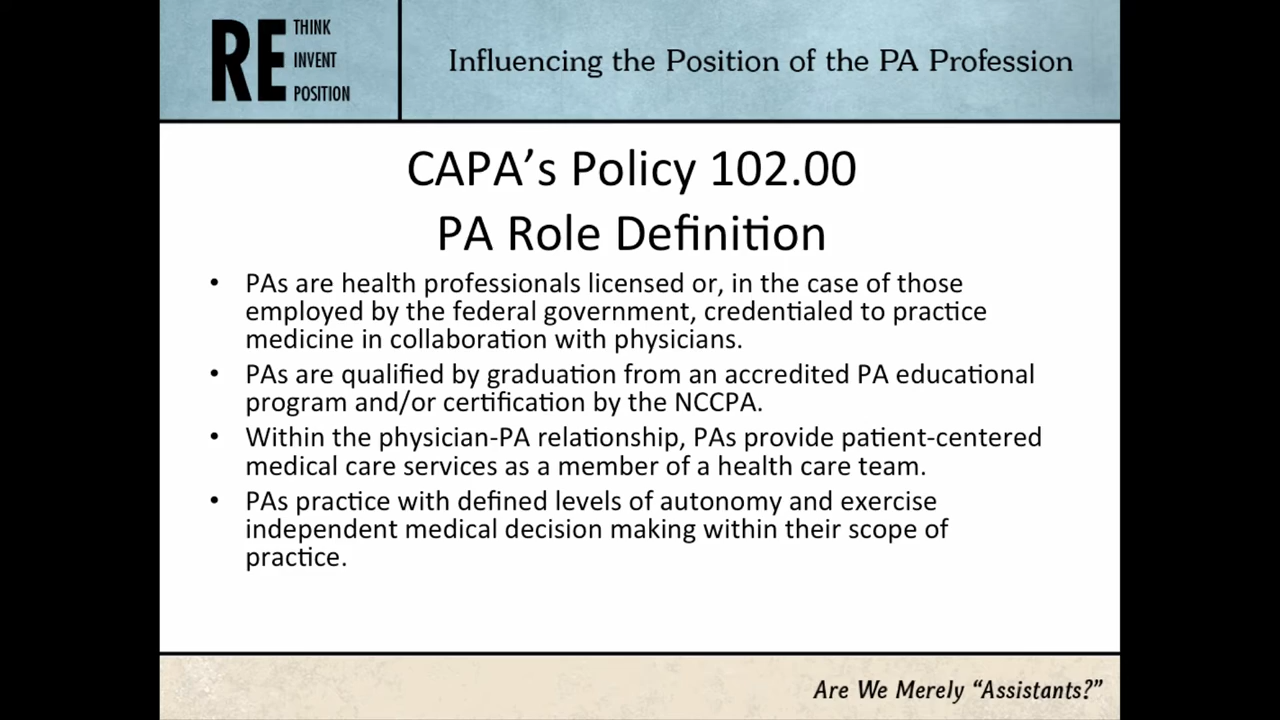 RE THINK
INVENT
POSITION
Influencing the Position of the PA Profession
CAPA’s Policy 102.00
PA Role Definition
• PAs are health professionals licensed or, in the case of those
employed by the federal government, credentialed to practice
medicine in collaboration with physicians.
• PAs are qualified by graduation from an accredited PA educational
program and/or certification by the NCCPA.
• Within the physician-PA relationship, PAs provide patient-centered
medical care services as a member of a health care team.
• PAs practice with defined levels of autonomy and exercise
independent medical decision making within their scope of
practice.
Are We Merely “Assistants?”